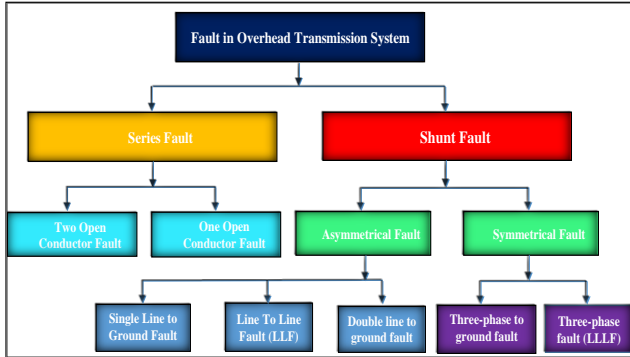 Fault in Overhead Transmission System
Series Fault
Shunt Fault
Two Open
Conductor Fault
One Open
Conductor Fault
Asymmetrical Fault
Symmetrical Fault
Single Line to
Ground Fault
Line To Line
Fault (LLF)
Double line to
ground fault
Three-phase to
ground fault
Three-phase
fault (LLLF)